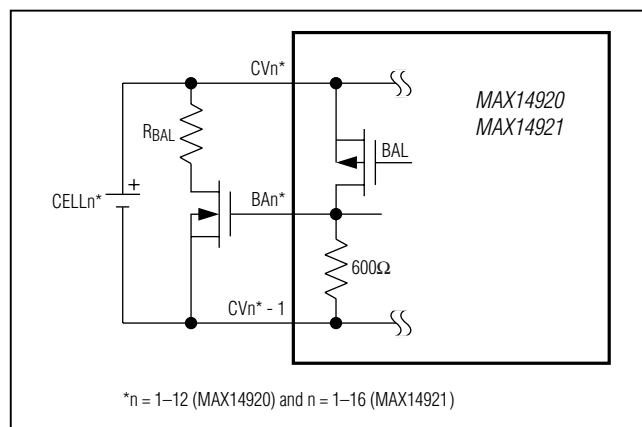 CVn*
MAX14920
MAX14921
RBAL
BAL
CELLn*
+
BAn*
600Ω
CVn* - 1
*n = 1–12 (MAX14920) and n = 1–16 (MAX14921)